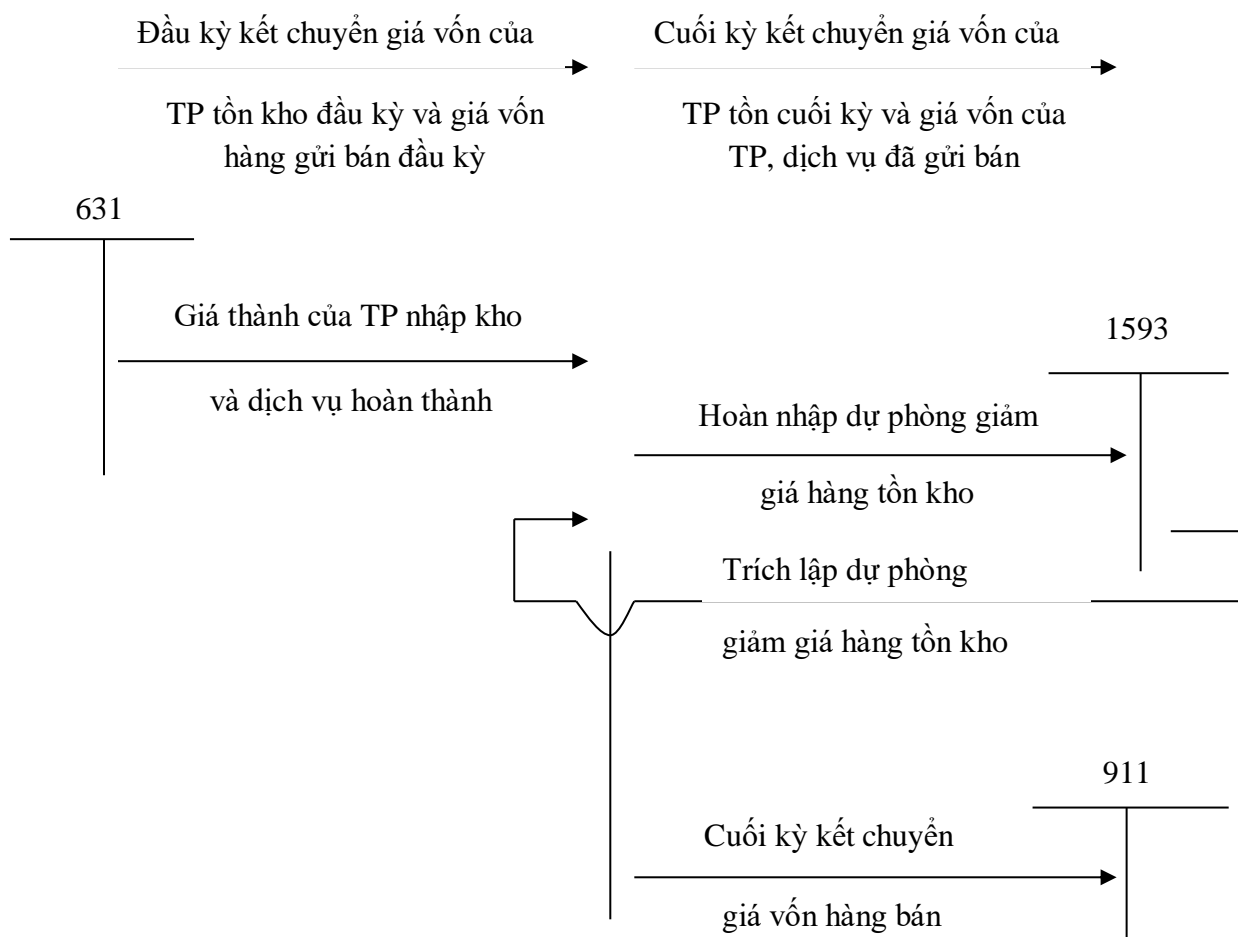 Đầu kỳ kết chuyển giá vốn của
TP tồn kho đầu kỳ và giá vốn
hàng gửi bán đầu kỳ
Cuối kỳ kết chuyển giá vốn của
TP tồn cuối kỳ và giá vốn của
TP, dịch vụ đã gửi bán
631
Giá thành của TP nhập kho
và dịch vụ hoàn thành
1593
Hoàn nhập dự phòng giảm
giá hàng tồn kho
Trích lập dự phòng
giảm giá hàng tồn kho
911
Cuối kỳ kết chuyển
giá vốn hàng bán